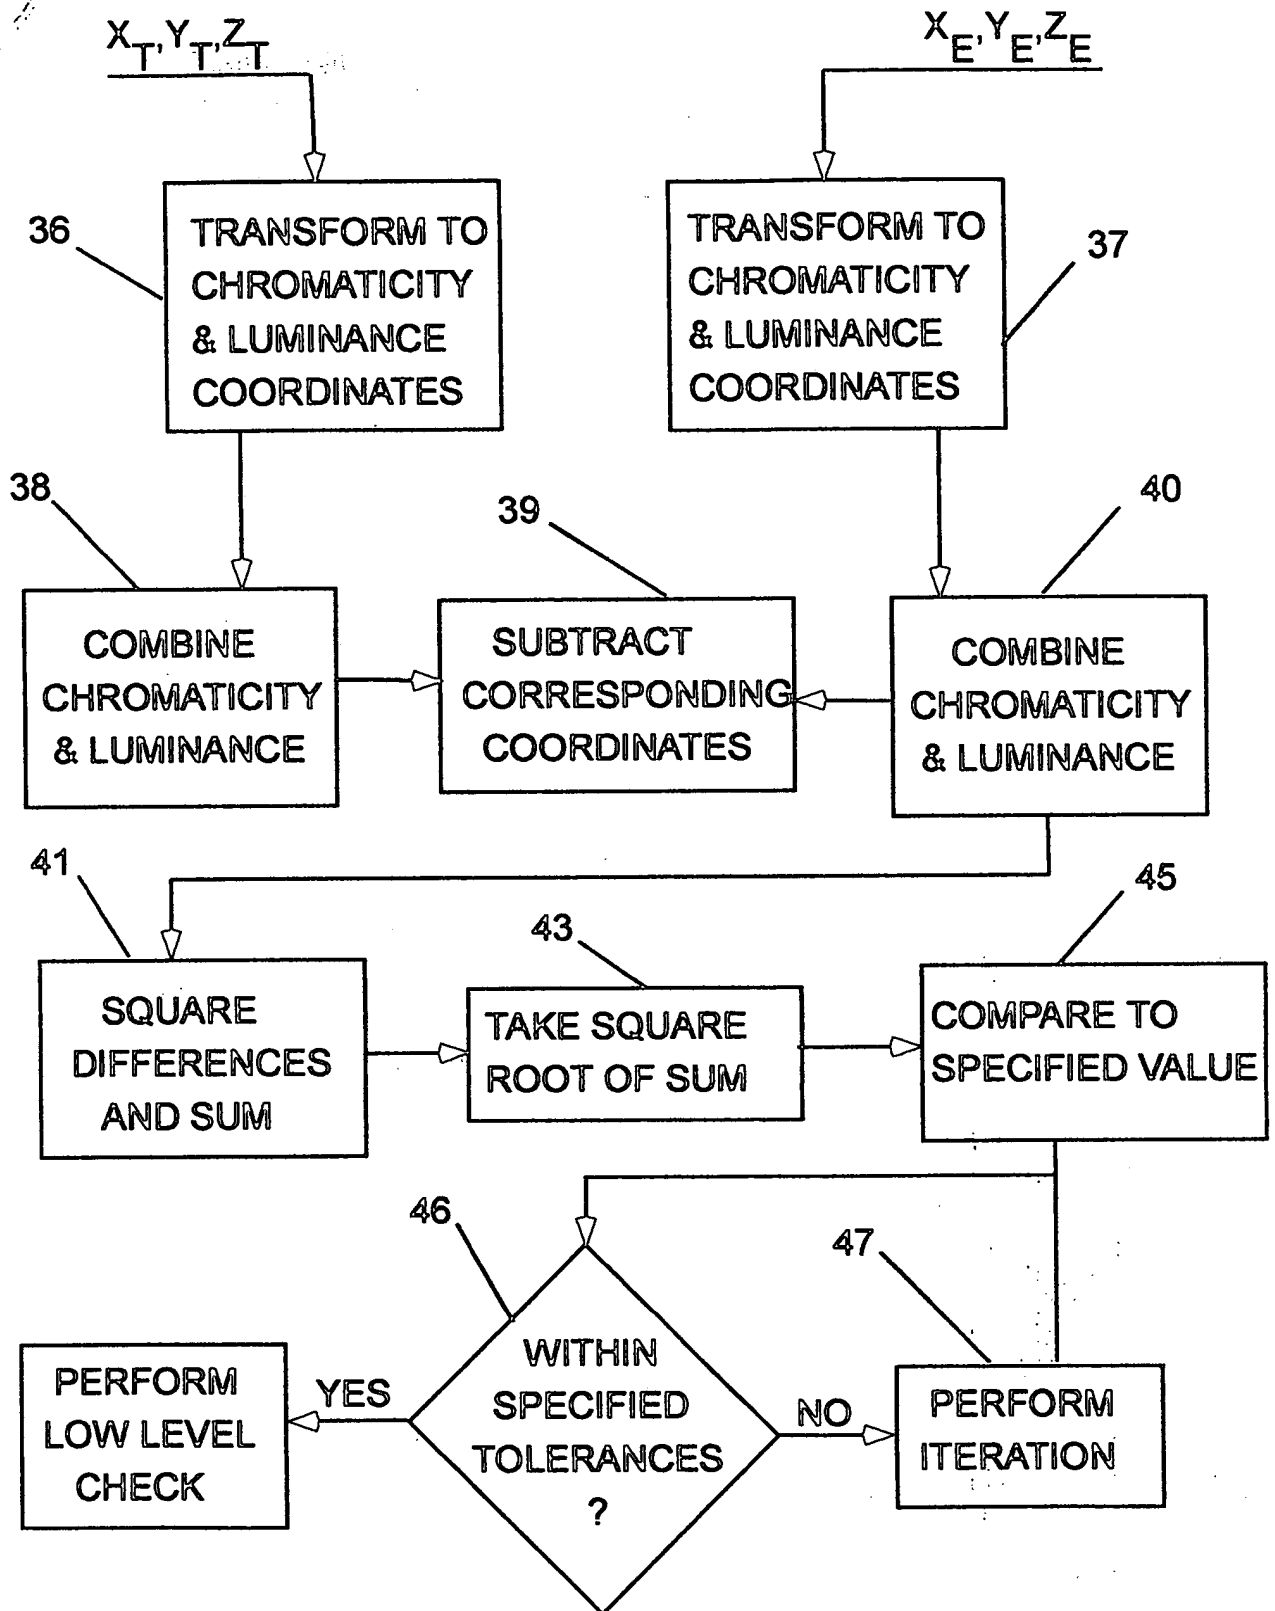 X_T, Y_T, Z_T
X_E, Y_E, Z_E
36
TRANSFORM TO
CHROMATICITY
& LUMINANCE
COORDINATES
TRANSFORM TO
CHROMATICITY
& LUMINANCE
COORDINATES
37
38
39
40
COMBINE
CHROMATICITY
& LUMINANCE
SUBTRACT
CORRESPONDING
COORDINATES
COMBINE
CHROMATICITY
& LUMINANCE
41
43
45
SQUARE
DIFFERENCES
AND SUM
TAKE SQUARE
ROOT OF SUM
COMPARE TO
SPECIFIED VALUE
46
47
PERFORM
LOW LEVEL
CHECK
YES
WITHIN
SPECIFIED
TOLERANCES
?
NO
PERFORM
ITERATION